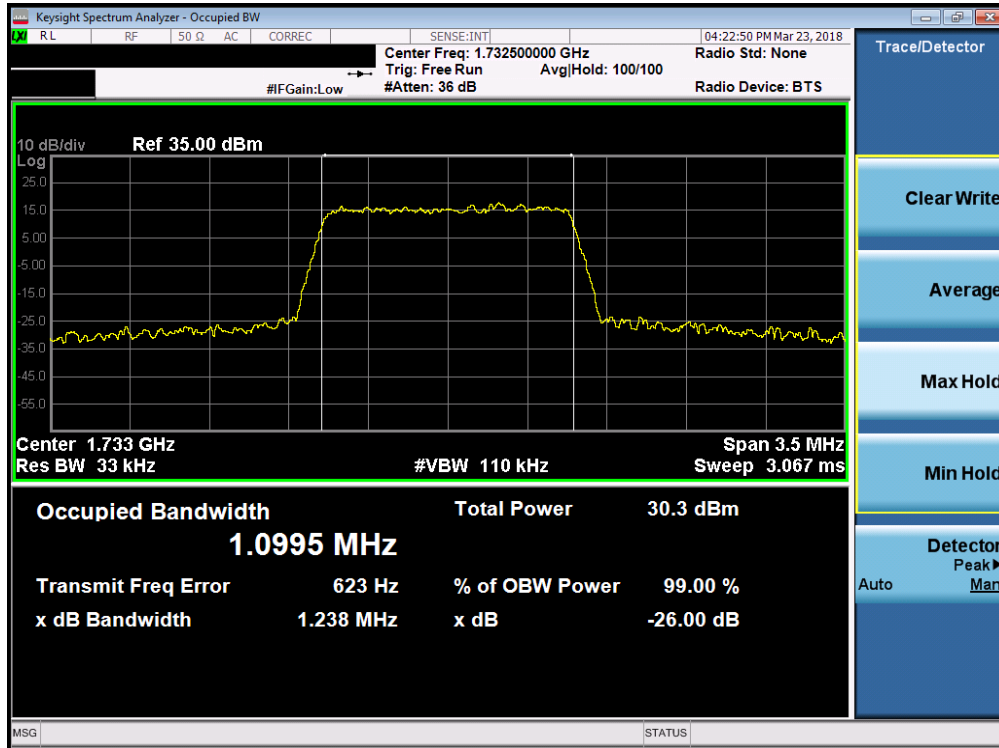 Keysight Spectrum Analyzer - Occupied BW
LXI RL RF 50 Ω AC CORREC SENSE:INT 04:22:50 PM Mar 23, 2018
Center Freq: 1.732500000 GHz Radio Std: None
Trig: Free Run Avg|Hold: 100/100
#IFGain:Low #Atten: 36 dB Radio Device: BTS
Trace/Detector
10 dB/div Ref 35.00 dBm
Log
25.0
15.0
5.00
-5.00
-15.0
-25.0
-35.0
-45.0
-55.0
Center 1.733 GHz Span 3.5 MHz
Res BW 33 kHz #VBW 110 kHz Sweep 3.067 ms
Occupied Bandwidth Total Power 30.3 dBm
1.0995 MHz
Transmit Freq Error 623 Hz % of OBW Power 99.00 %
x dB Bandwidth 1.238 MHz x dB -26.00 dB
Clear Write
Average
Max Hold
Min Hold
Detector
Peak
Auto Man
MSG STATUS